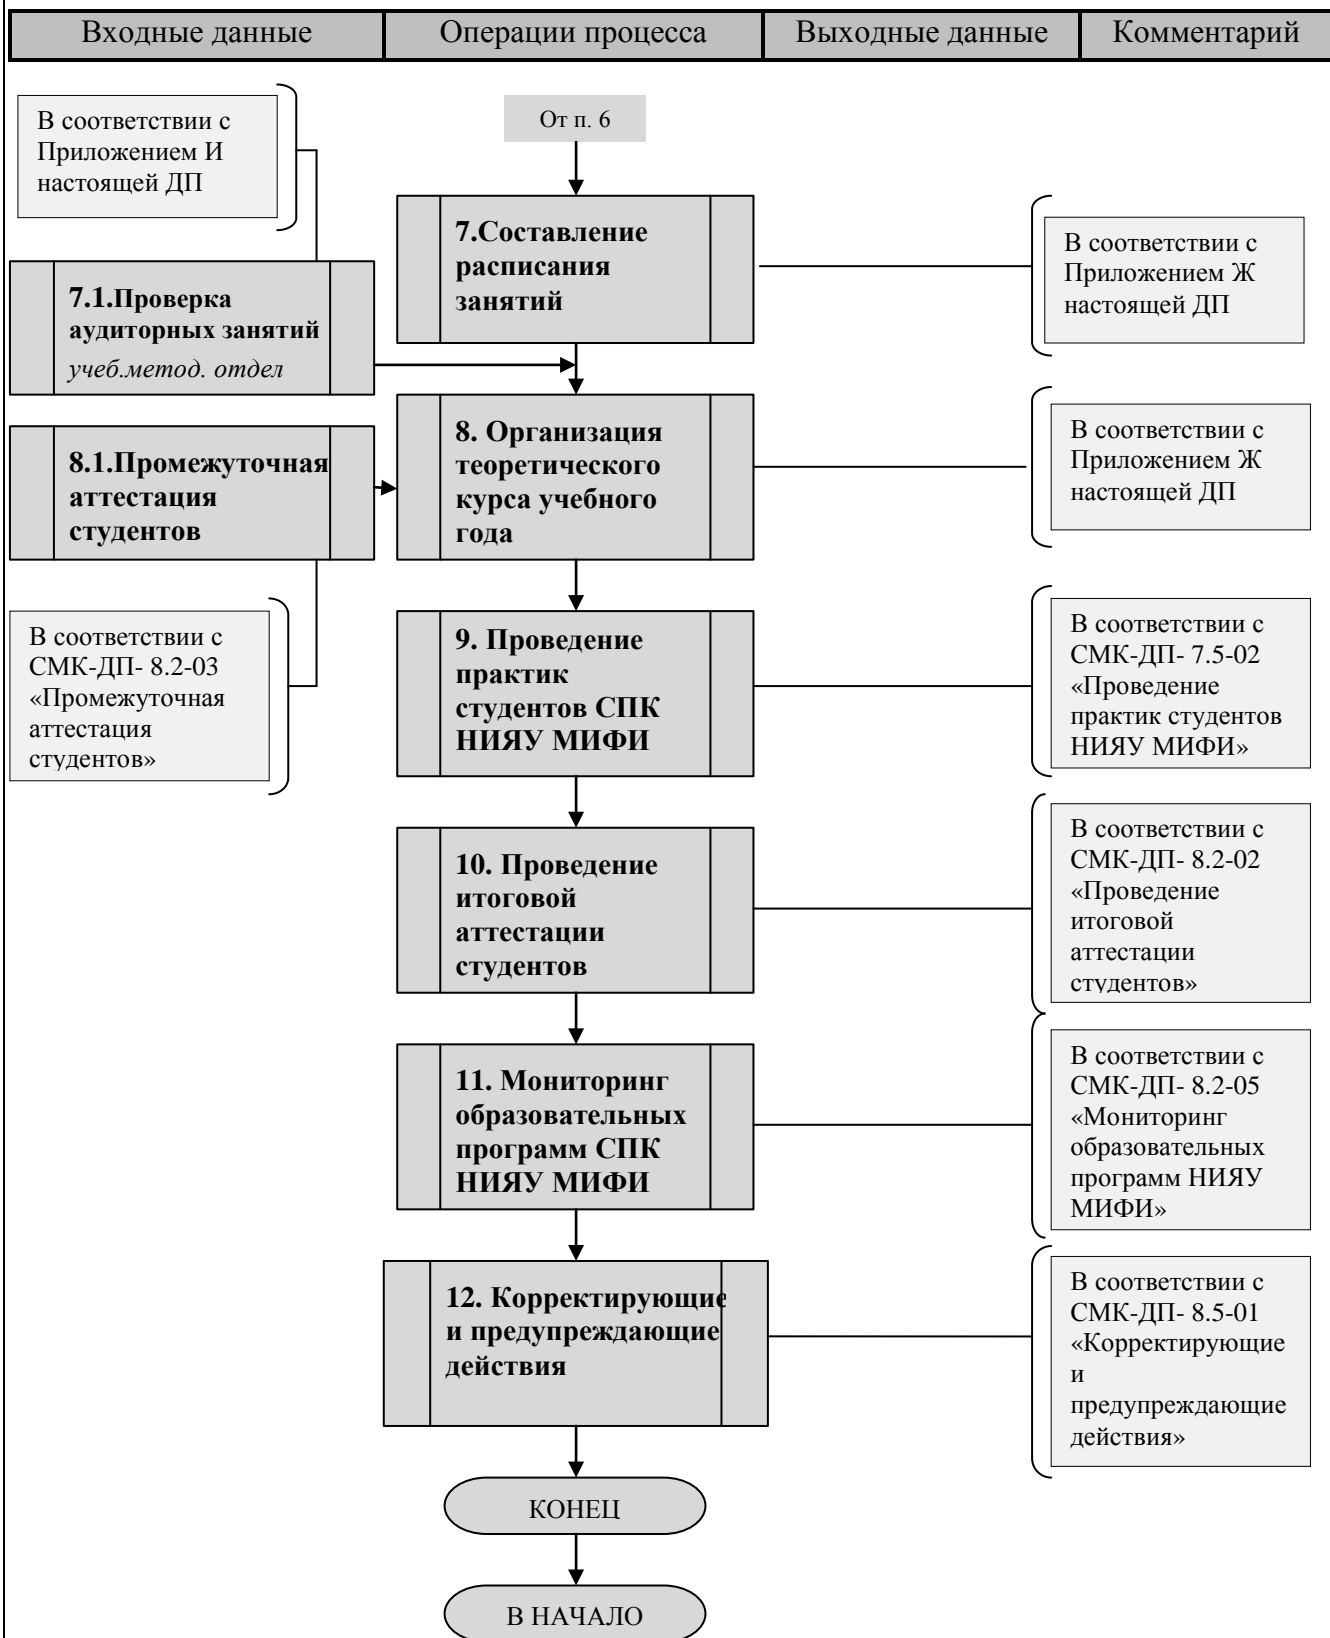 Входные данные
Операции процесса
Выходные данные
Комментарий
В соответствии с
Приложением И
настоящей ДП
От п. 6
7.Составление
расписания
занятий
В соответствии с
Приложением Ж
настоящей ДП
7.1.Проверка
аудиторных занятий
учеб.метод. отдел
8. Организация
теоретического
курса учебного
года
В соответствии с
Приложением Ж
настоящей ДП
8.1.Промежуточная
аттестация
студентов
В соответствии с
СМК-ДП- 8.2-03
«Промежуточная
аттестация
студентов»
9. Проведение
практик
студентов СПК
НИЯУ МИФИ
В соответствии с
СМК-ДП- 7.5-02
«Проведение
практик студентов
НИЯУ МИФИ»
10. Проведение
итоговой
аттестации
студентов
В соответствии с
СМК-ДП- 8.2-02
«Проведение
итоговой
аттестации
студентов»
11. Мониторинг
образовательных
программ СПК
НИЯУ МИФИ
В соответствии с
СМК-ДП- 8.2-05
«Мониторинг
образовательных
программ НИЯУ
МИФИ»
12. Корректирующие
и предупреждающие
действия
В соответствии с
СМК-ДП- 8.5-01
«Корректирующие
и
предупреждающие
действия»
КОНЕЦ
В НАЧАЛО